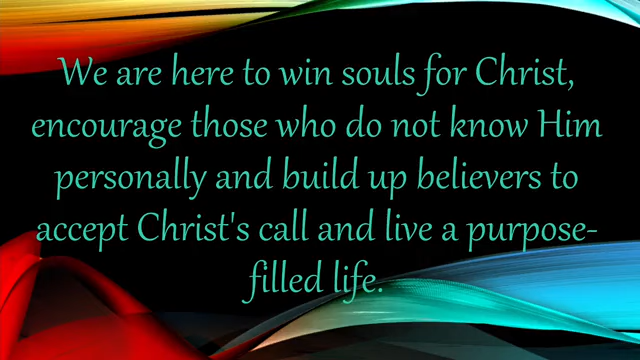 We are here to win souls for Christ,
encourage those who do not know Him
personally and build up believers to
accept Christ's call and live a purpose-
filled life.